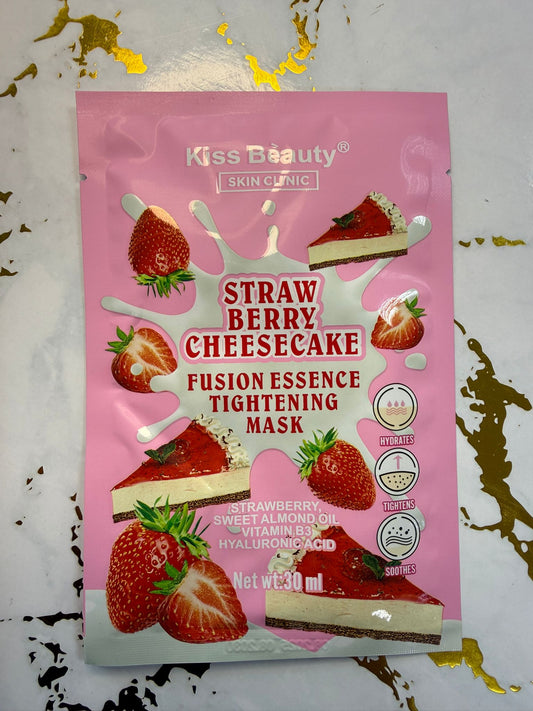 Kiss Beauty®
SKIN CLINIC
STRAW
BERRY
CHEESECAKE
FUSION ESSENCE
TIGHTENING
MASK
HYDRATES
TIGHTENS
STRAWBERRY,
SWEET ALMOND OIL
VITAMIN B3
HYALURONIC ACID
SOOTHES
Net wt:30 ml